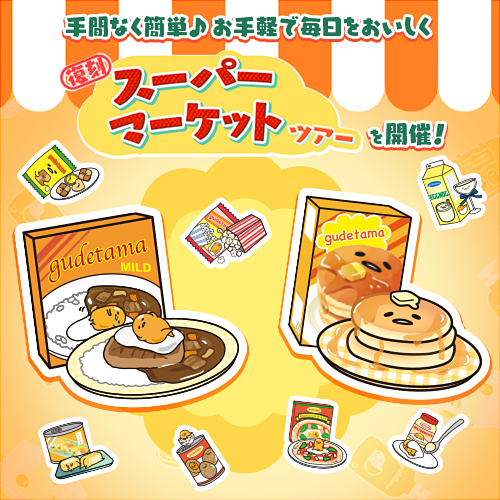 手間なく簡単♪お手軽で毎日をおいしく
復刻
スーパー
マーケットツアー
を開催！
gudetama
MILD
gudetama
EGGNOG